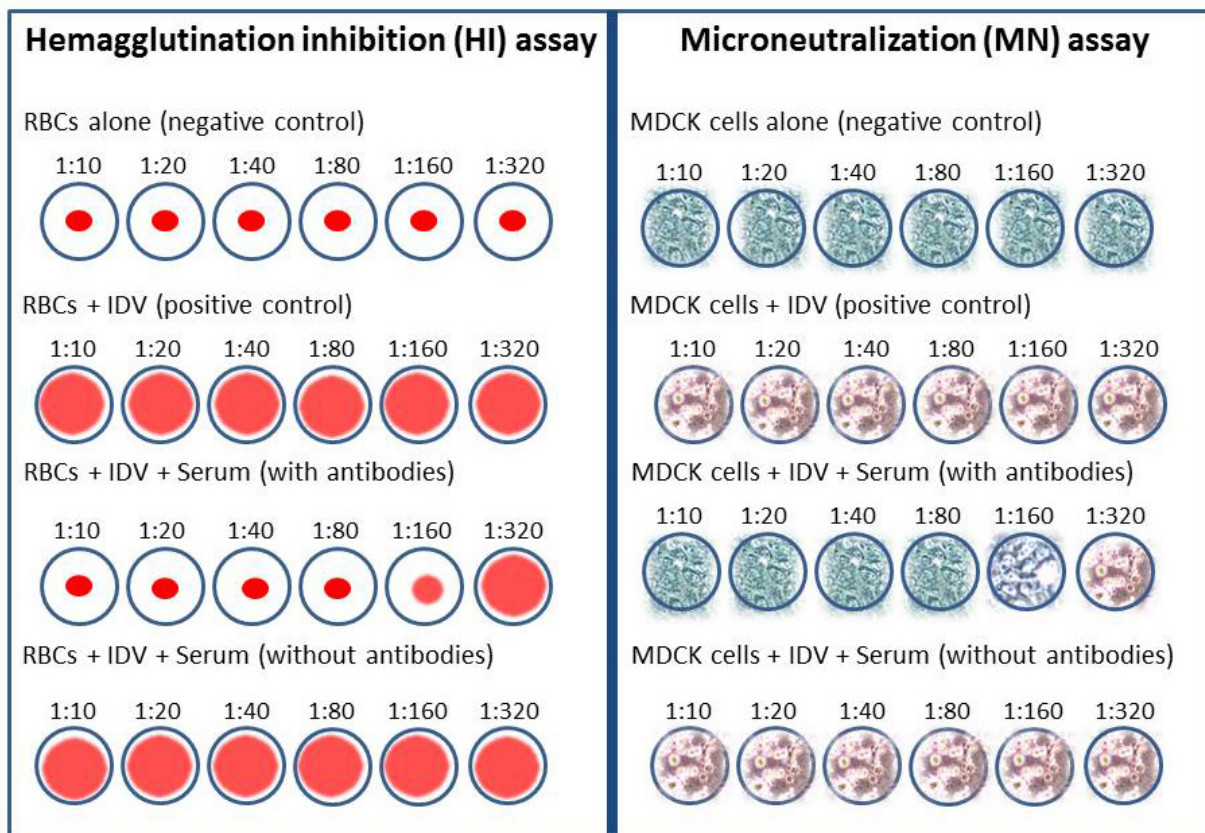 Hemagglutination inhibition (HI) assay
RBCs alone (negative control)
1:10 1:20 1:40 1:80 1:160 1:320
RBCs + IDV (positive control)
1:10 1:20 1:40 1:80 1:160 1:320
RBCs + IDV + Serum (with antibodies)
1:10 1:20 1:40 1:80 1:160 1:320
RBCs + IDV + Serum (without antibodies)
1:10 1:20 1:40 1:80 1:160 1:320
Microneutralization (MN) assay
MDCK cells alone (negative control)
1:10 1:20 1:40 1:80 1:160 1:320
MDCK cells + IDV (positive control)
1:10 1:20 1:40 1:80 1:160 1:320
MDCK cells + IDV + Serum (with antibodies)
1:10 1:20 1:40 1:80 1:160 1:320
MDCK cells + IDV + Serum (without antibodies)
1:10 1:20 1:40 1:80 1:160 1:320